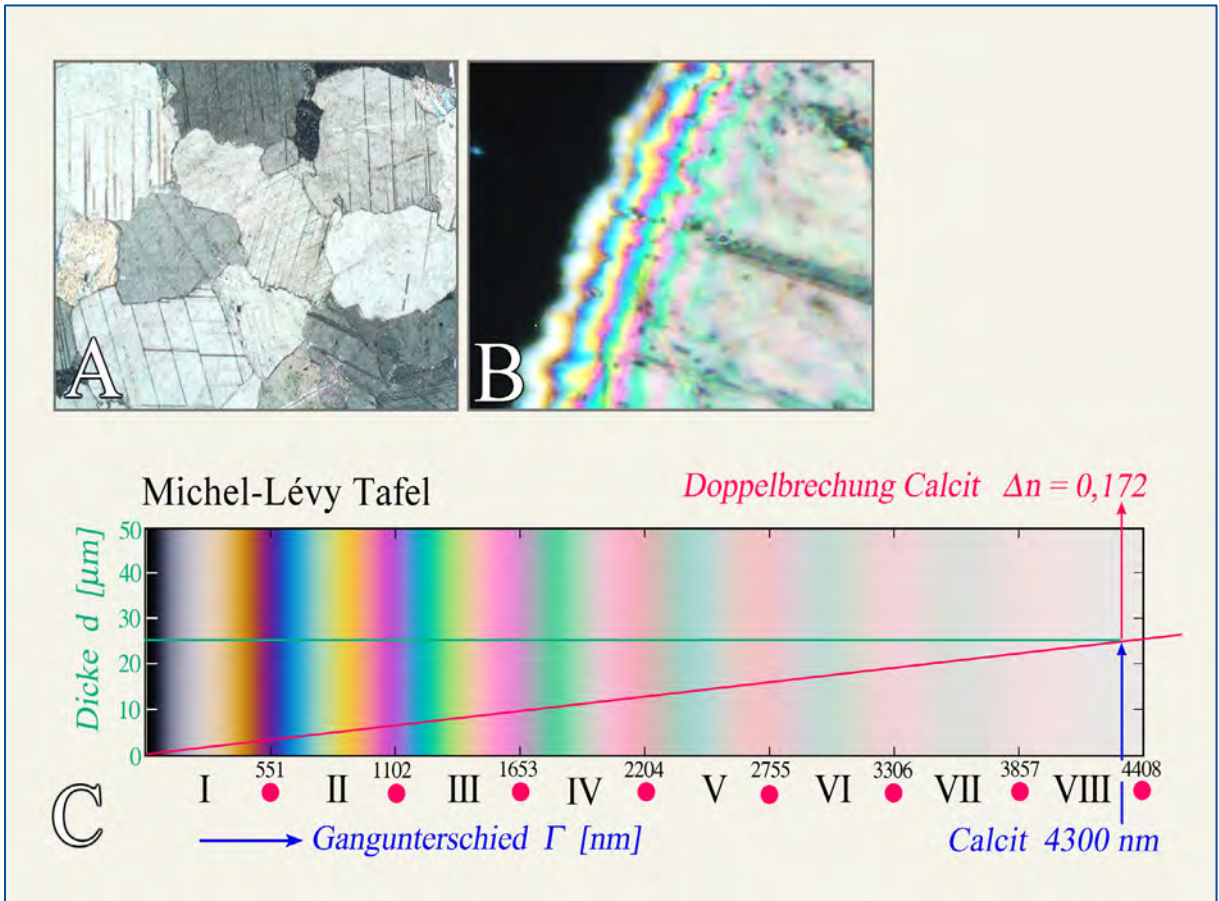 A
B
Michel-Lévy Tafel
Doppelbrechung Calcit Δn = 0,172
Dicke d [µm]
50
40
30
20
10
0
551 1102 1653 2204 2755 3306 3857 4408
I II III IV V VI VII VIII
C
Gangunterschied Γ [nm]
Calcit 4300 nm